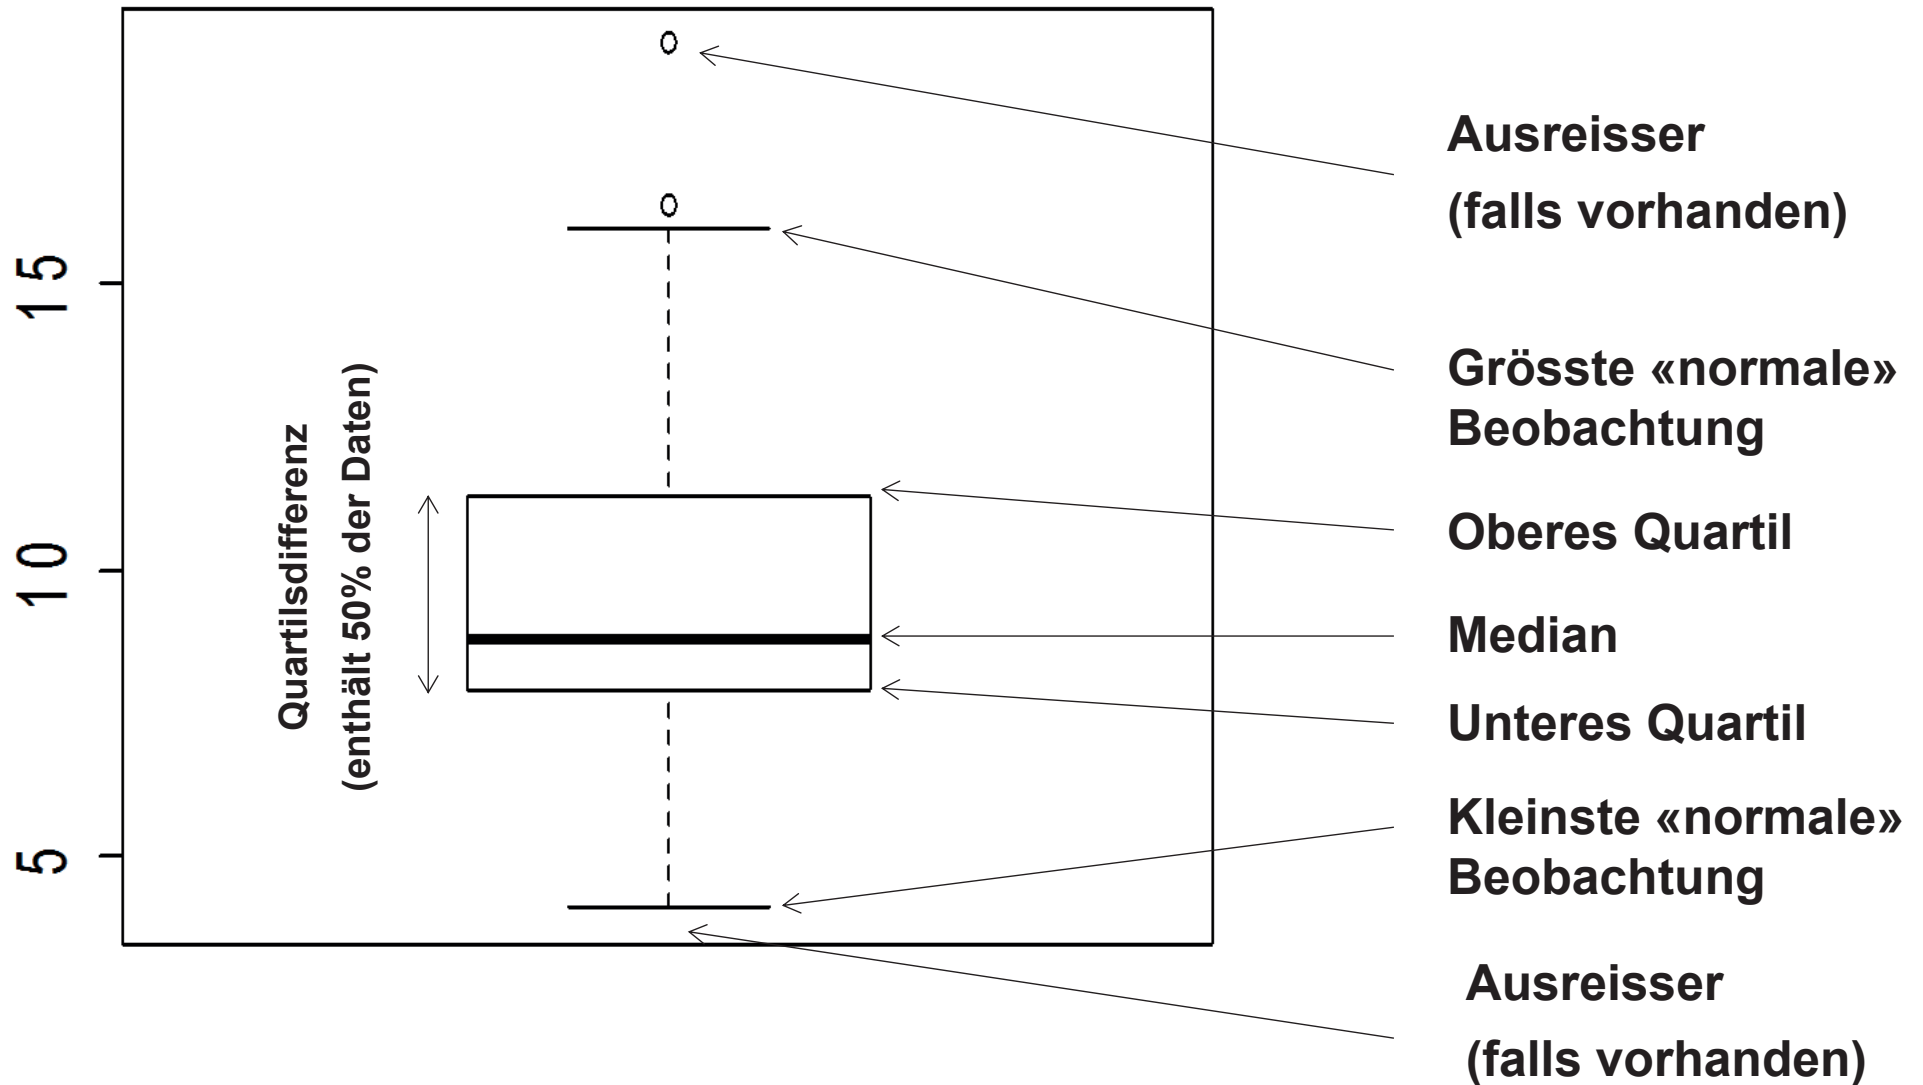 15
10
5
Quartilsdifferenz
(enthält 50% der Daten)
Ausreisser
(falls vorhanden)
Grösste «normale»
Beobachtung
Oberes Quartil
Median
Unteres Quartil
Kleinste «normale»
Beobachtung
Ausreisser
(falls vorhanden)